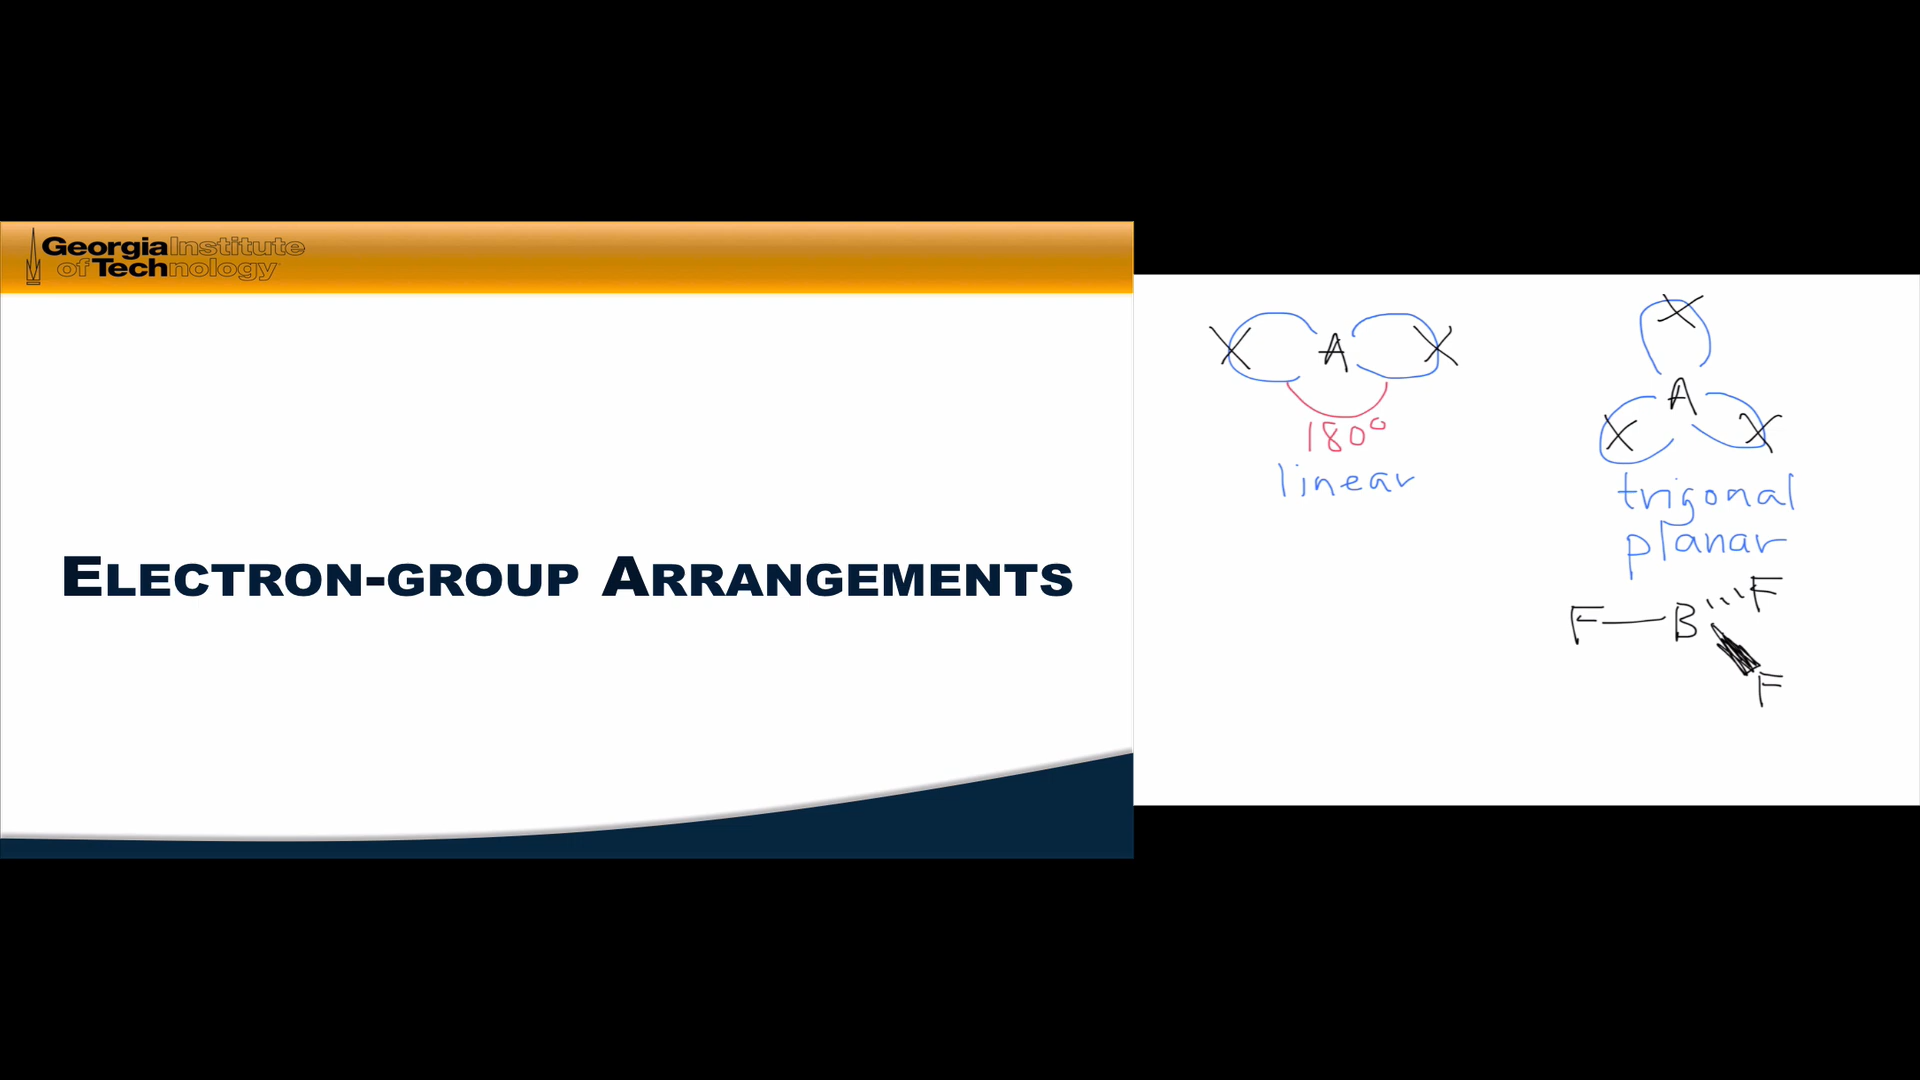 Georgia Institute
of Technology
ELECTRON-GROUP ARRANGEMENTS
X A X
180°
linear
X
A
X X
trigonal
planar
F B F
F